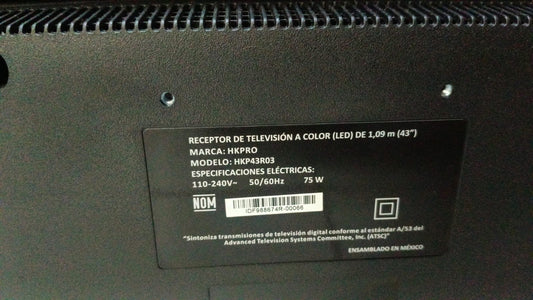 RECEPTOR DE TELEVISIÓN A COLOR (LED) DE 1,09 m (43")
MARCA: HKPRO
MODELO: HKP43R03
ESPECIFICACIONES ELÉCTRICAS:
110-240V~ 50/60Hz 75 W
NOM
IDF988674R-00066
"Sintoniza transmisiones de televisión digital conforme al estándar A/53 del
Advanced Television Systems Committee, Inc. (ATSC)"
ENSAMBLADO EN MÉXICO